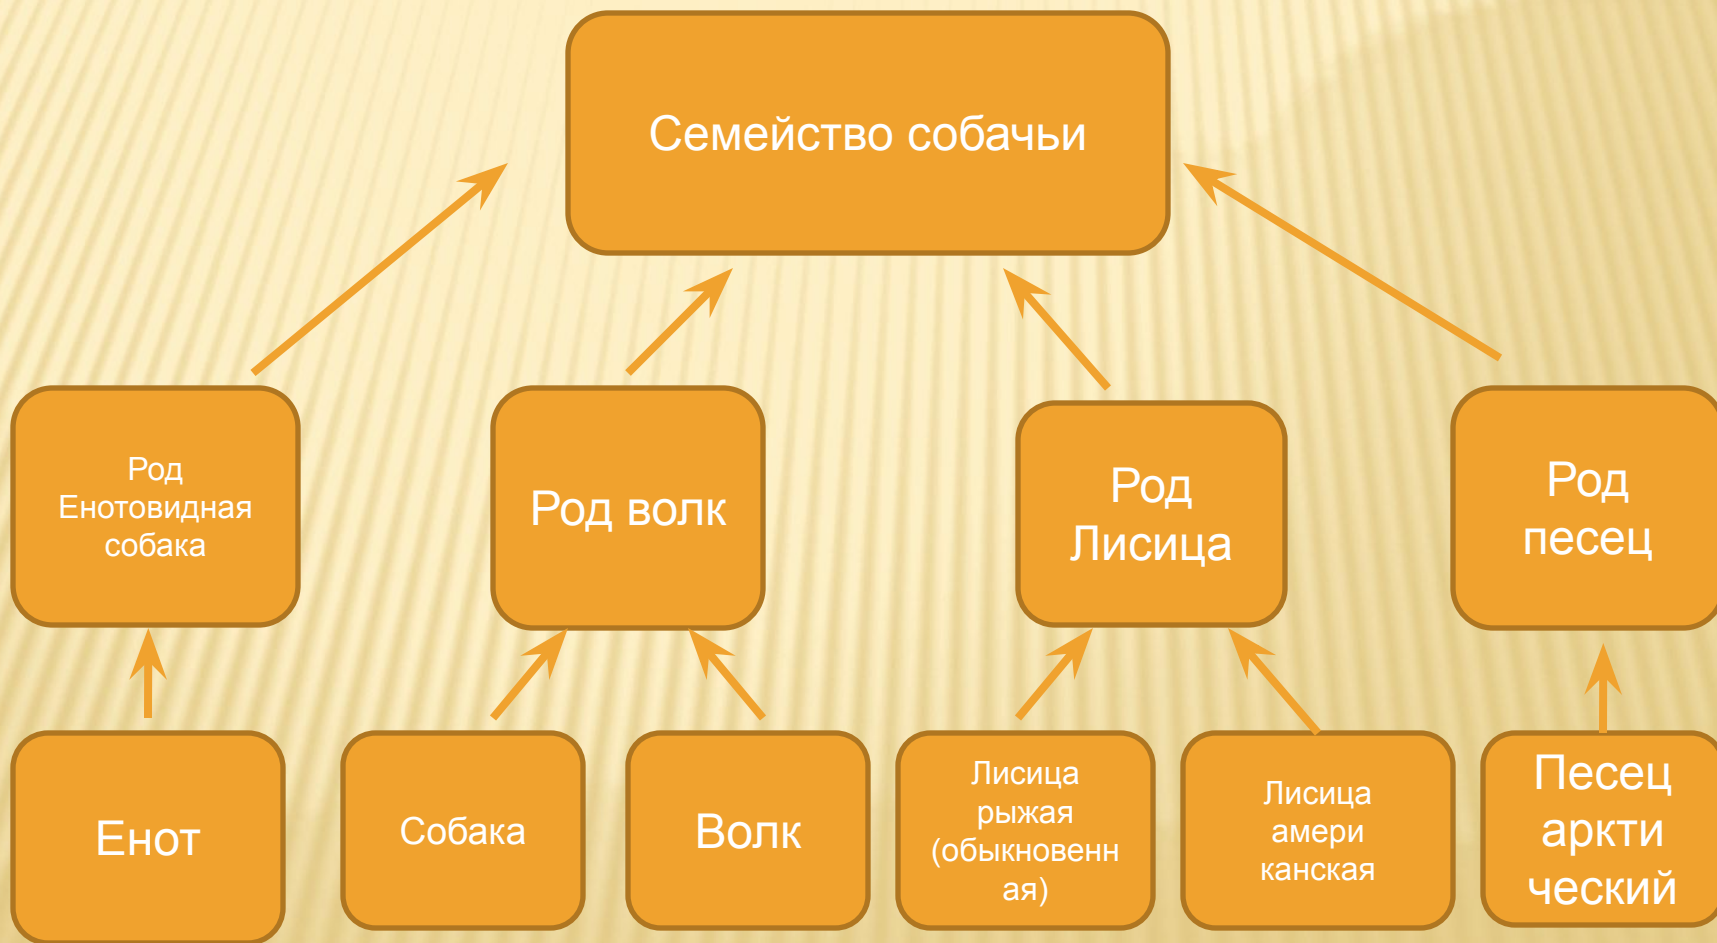 Семейство собачьи
Род
Енотовидная
собака
Род волк
Род
Лисица
Род
песец
Енот
Собака
Волк
Лисица
рыжая
(обыкновенн
ая)
Лисица
амери
канская
Песец
аркти
ческий